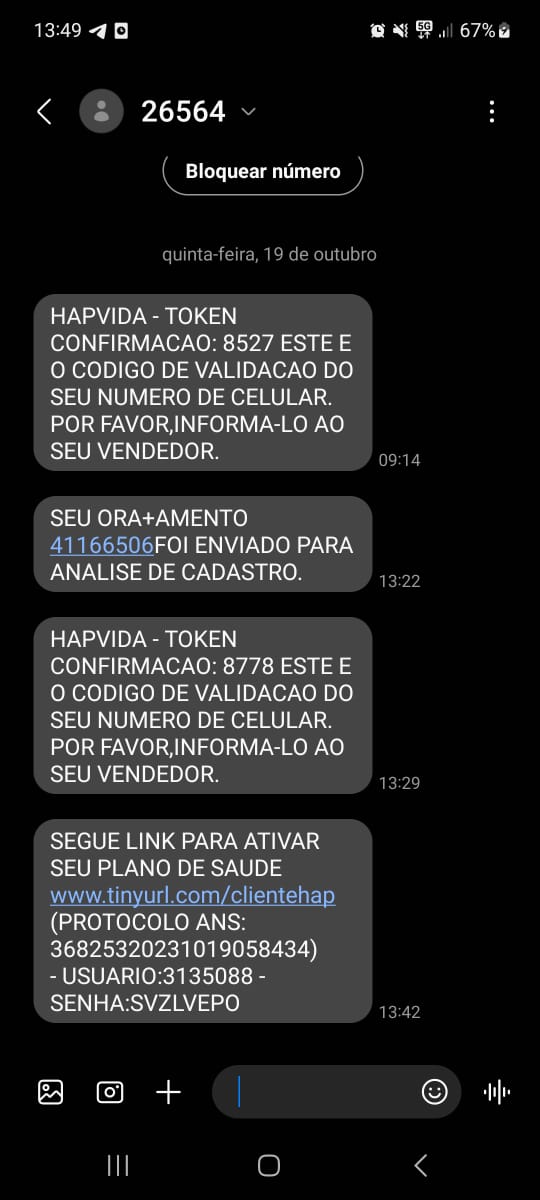 13:49
5G
67%
26564
Bloquear número
quinta-feira, 19 de outubro
HAPVIDA - TOKEN
CONFIRMACAO: 8527 ESTE E
O CODIGO DE VALIDACAO DO
SEU NUMERO DE CELULAR.
POR FAVOR,INFORMA-LO AO
SEU VENDEDOR.
09:14
SEU ORA+AMENTO
41166506FOI ENVIADO PARA
ANALISE DE CADASTRO.
13:22
HAPVIDA - TOKEN
CONFIRMACAO: 8778 ESTE E
O CODIGO DE VALIDACAO DO
SEU NUMERO DE CELULAR.
POR FAVOR,INFORMA-LO AO
SEU VENDEDOR.
13:29
SEGUE LINK PARA ATIVAR
SEU PLANO DE SAUDE
www.tinyurl.com/clientehap
(PROTOCOLO ANS:
36825320231019058434)
- USUARIO:3135088 -
SENHA:SVZLVEPO
13:42